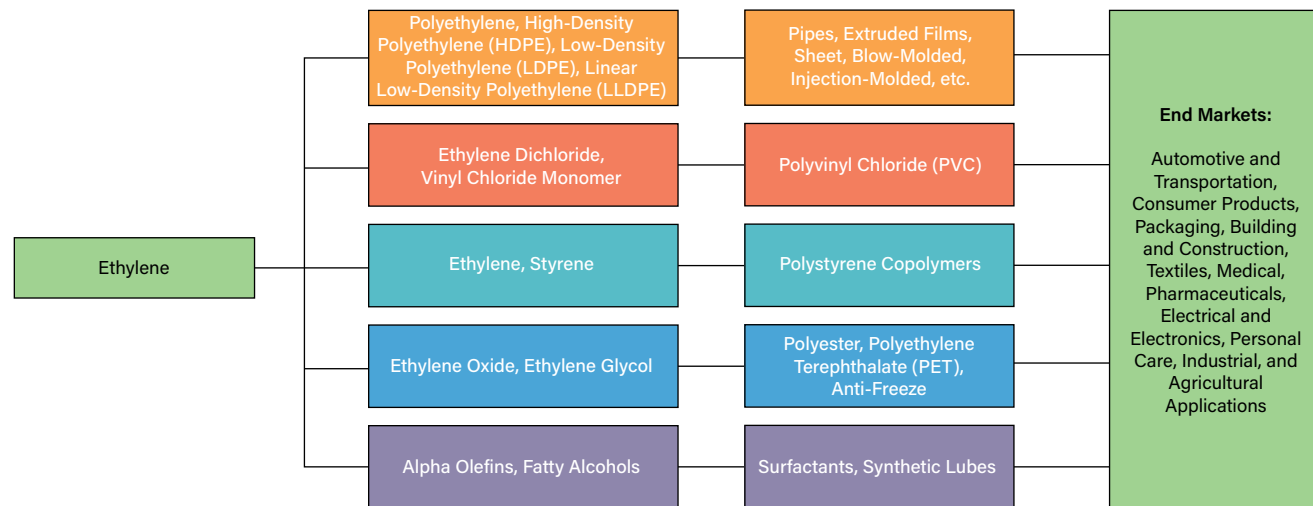 Ethylene
Polyethylene, High-Density
Polyethylene (HDPE), Low-Density
Polyethylene (LDPE), Linear
Low-Density Polyethylene (LLDPE)
Pipes, Extruded Films,
Sheet, Blow-Molded,
Injection-Molded, etc.
Ethylene Dichloride,
Vinyl Chloride Monomer
Polyvinyl Chloride (PVC)
Ethylene, Styrene
Polystyrene Copolymers
Ethylene Oxide, Ethylene Glycol
Polyester, Polyethylene
Terephthalate (PET),
Anti-Freeze
Alpha Olefins, Fatty Alcohols
Surfactants, Synthetic Lubes
End Markets:
Automotive and
Transportation,
Consumer Products,
Packaging, Building
and Construction,
Textiles, Medical,
Pharmaceuticals,
Electrical and
Electronics, Personal
Care, Industrial, and
Agricultural
Applications